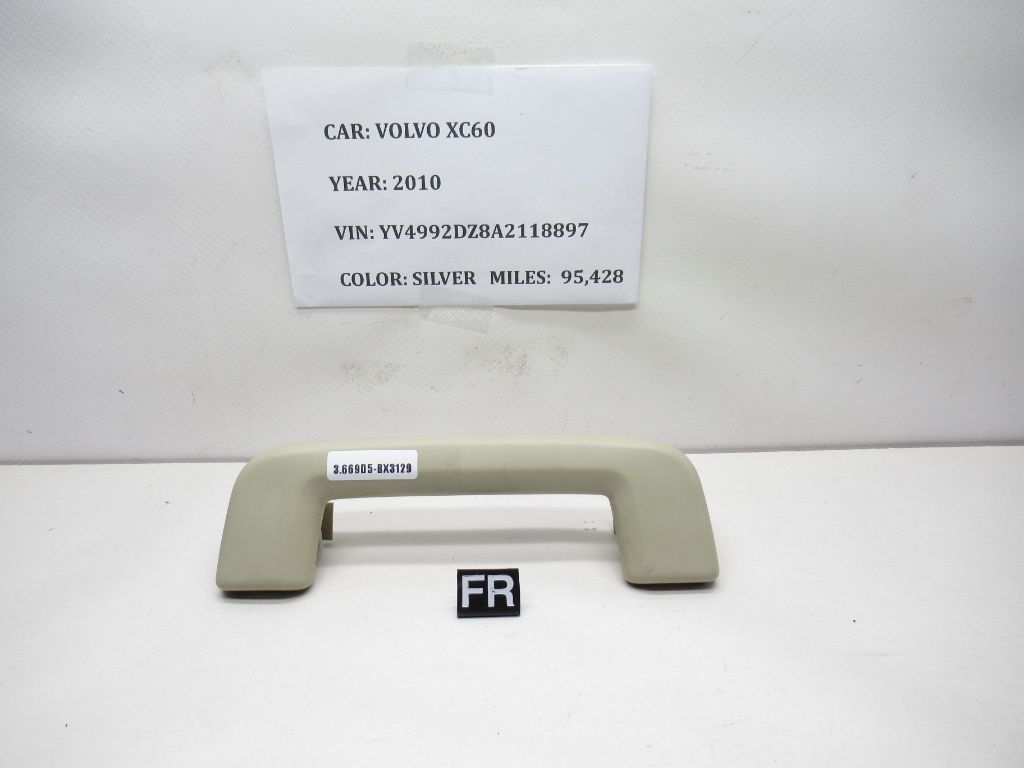 CAR: VOLVO XC60
YEAR: 2010
VIN: YV4992DZ8A2118897
COLOR: SILVER MILES: 95,428
3.669D5-BX3129
FR